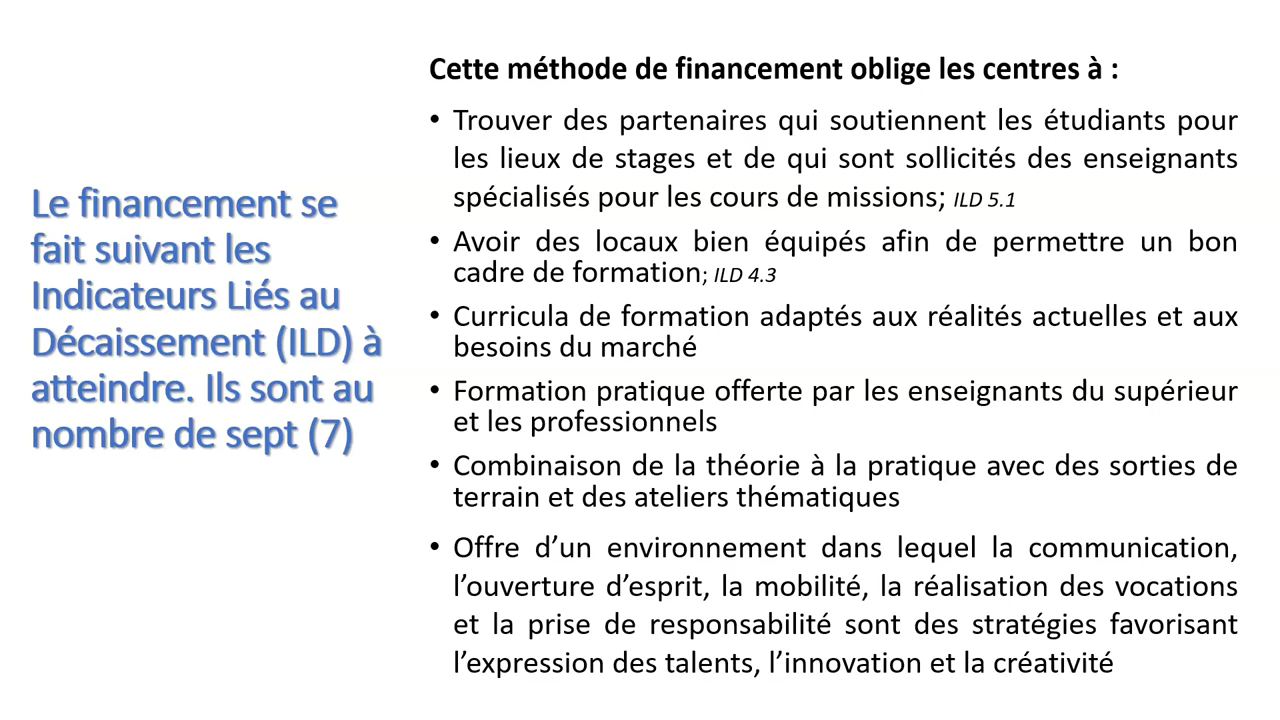 Le financement se
fait suivant les
Indicateurs Liés au
Décaissement (ILD) à
atteindre. Ils sont au
nombre de sept (7)
Cette méthode de financement oblige les centres à :
• Trouver des partenaires qui soutiennent les étudiants pour
les lieux de stages et de qui sont sollicités des enseignants
spécialisés pour les cours de missions; ILD 5.1
• Avoir des locaux bien équipés afin de permettre un bon
cadre de formation; ILD 4.3
• Curricula de formation adaptés aux réalités actuelles et aux
besoins du marché
• Formation pratique offerte par les enseignants du supérieur
et les professionnels
• Combinaison de la théorie à la pratique avec des sorties de
terrain et des ateliers thématiques
• Offre d’un environnement dans lequel la communication,
l’ouverture d’esprit, la mobilité, la réalisation des vocations
et la prise de responsabilité sont des stratégies favorisant
l’expression des talents, l’innovation et la créativité